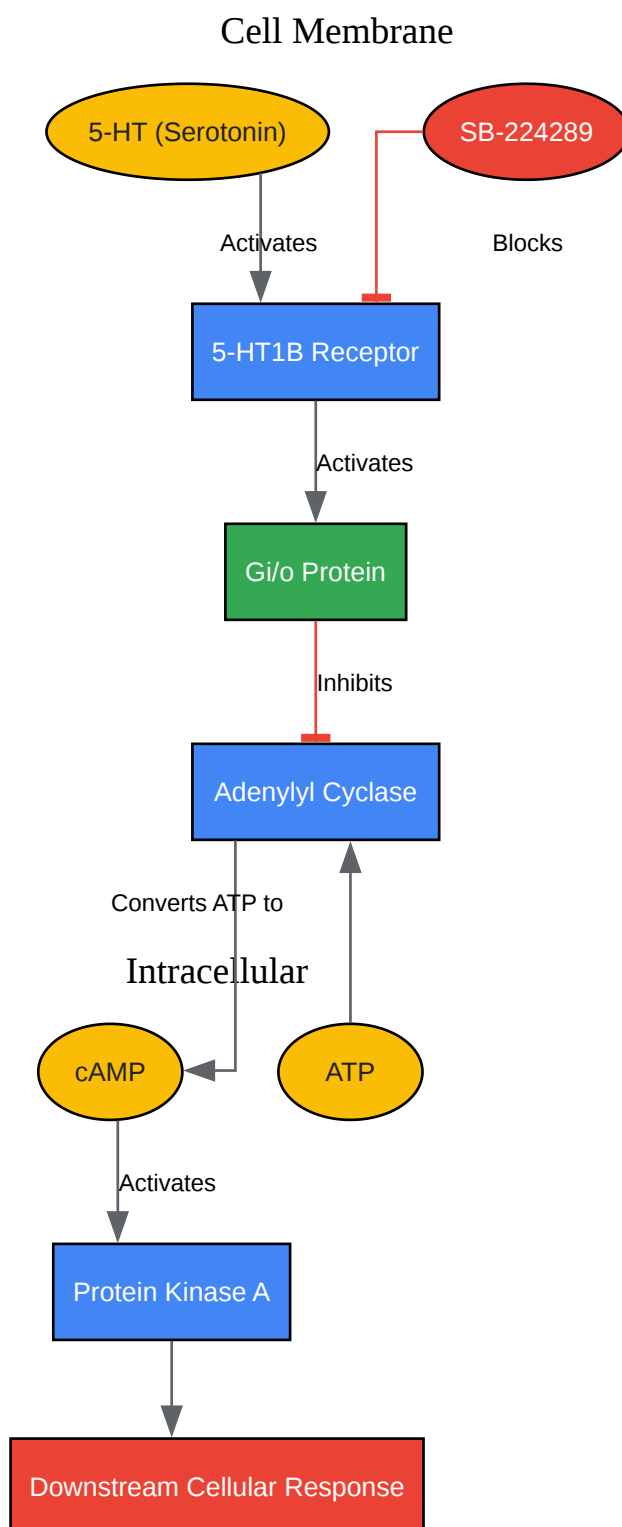 Cell Membrane
5-HT (Serotonin)
SB-224289
Activates
Blocks
5-HT1B Receptor
Activates
Gi/o Protein
Inhibits
Adenylyl Cyclase
Converts ATP to
Intracellular
cAMP
ATP
Activates
Protein Kinase A
Downstream Cellular Response